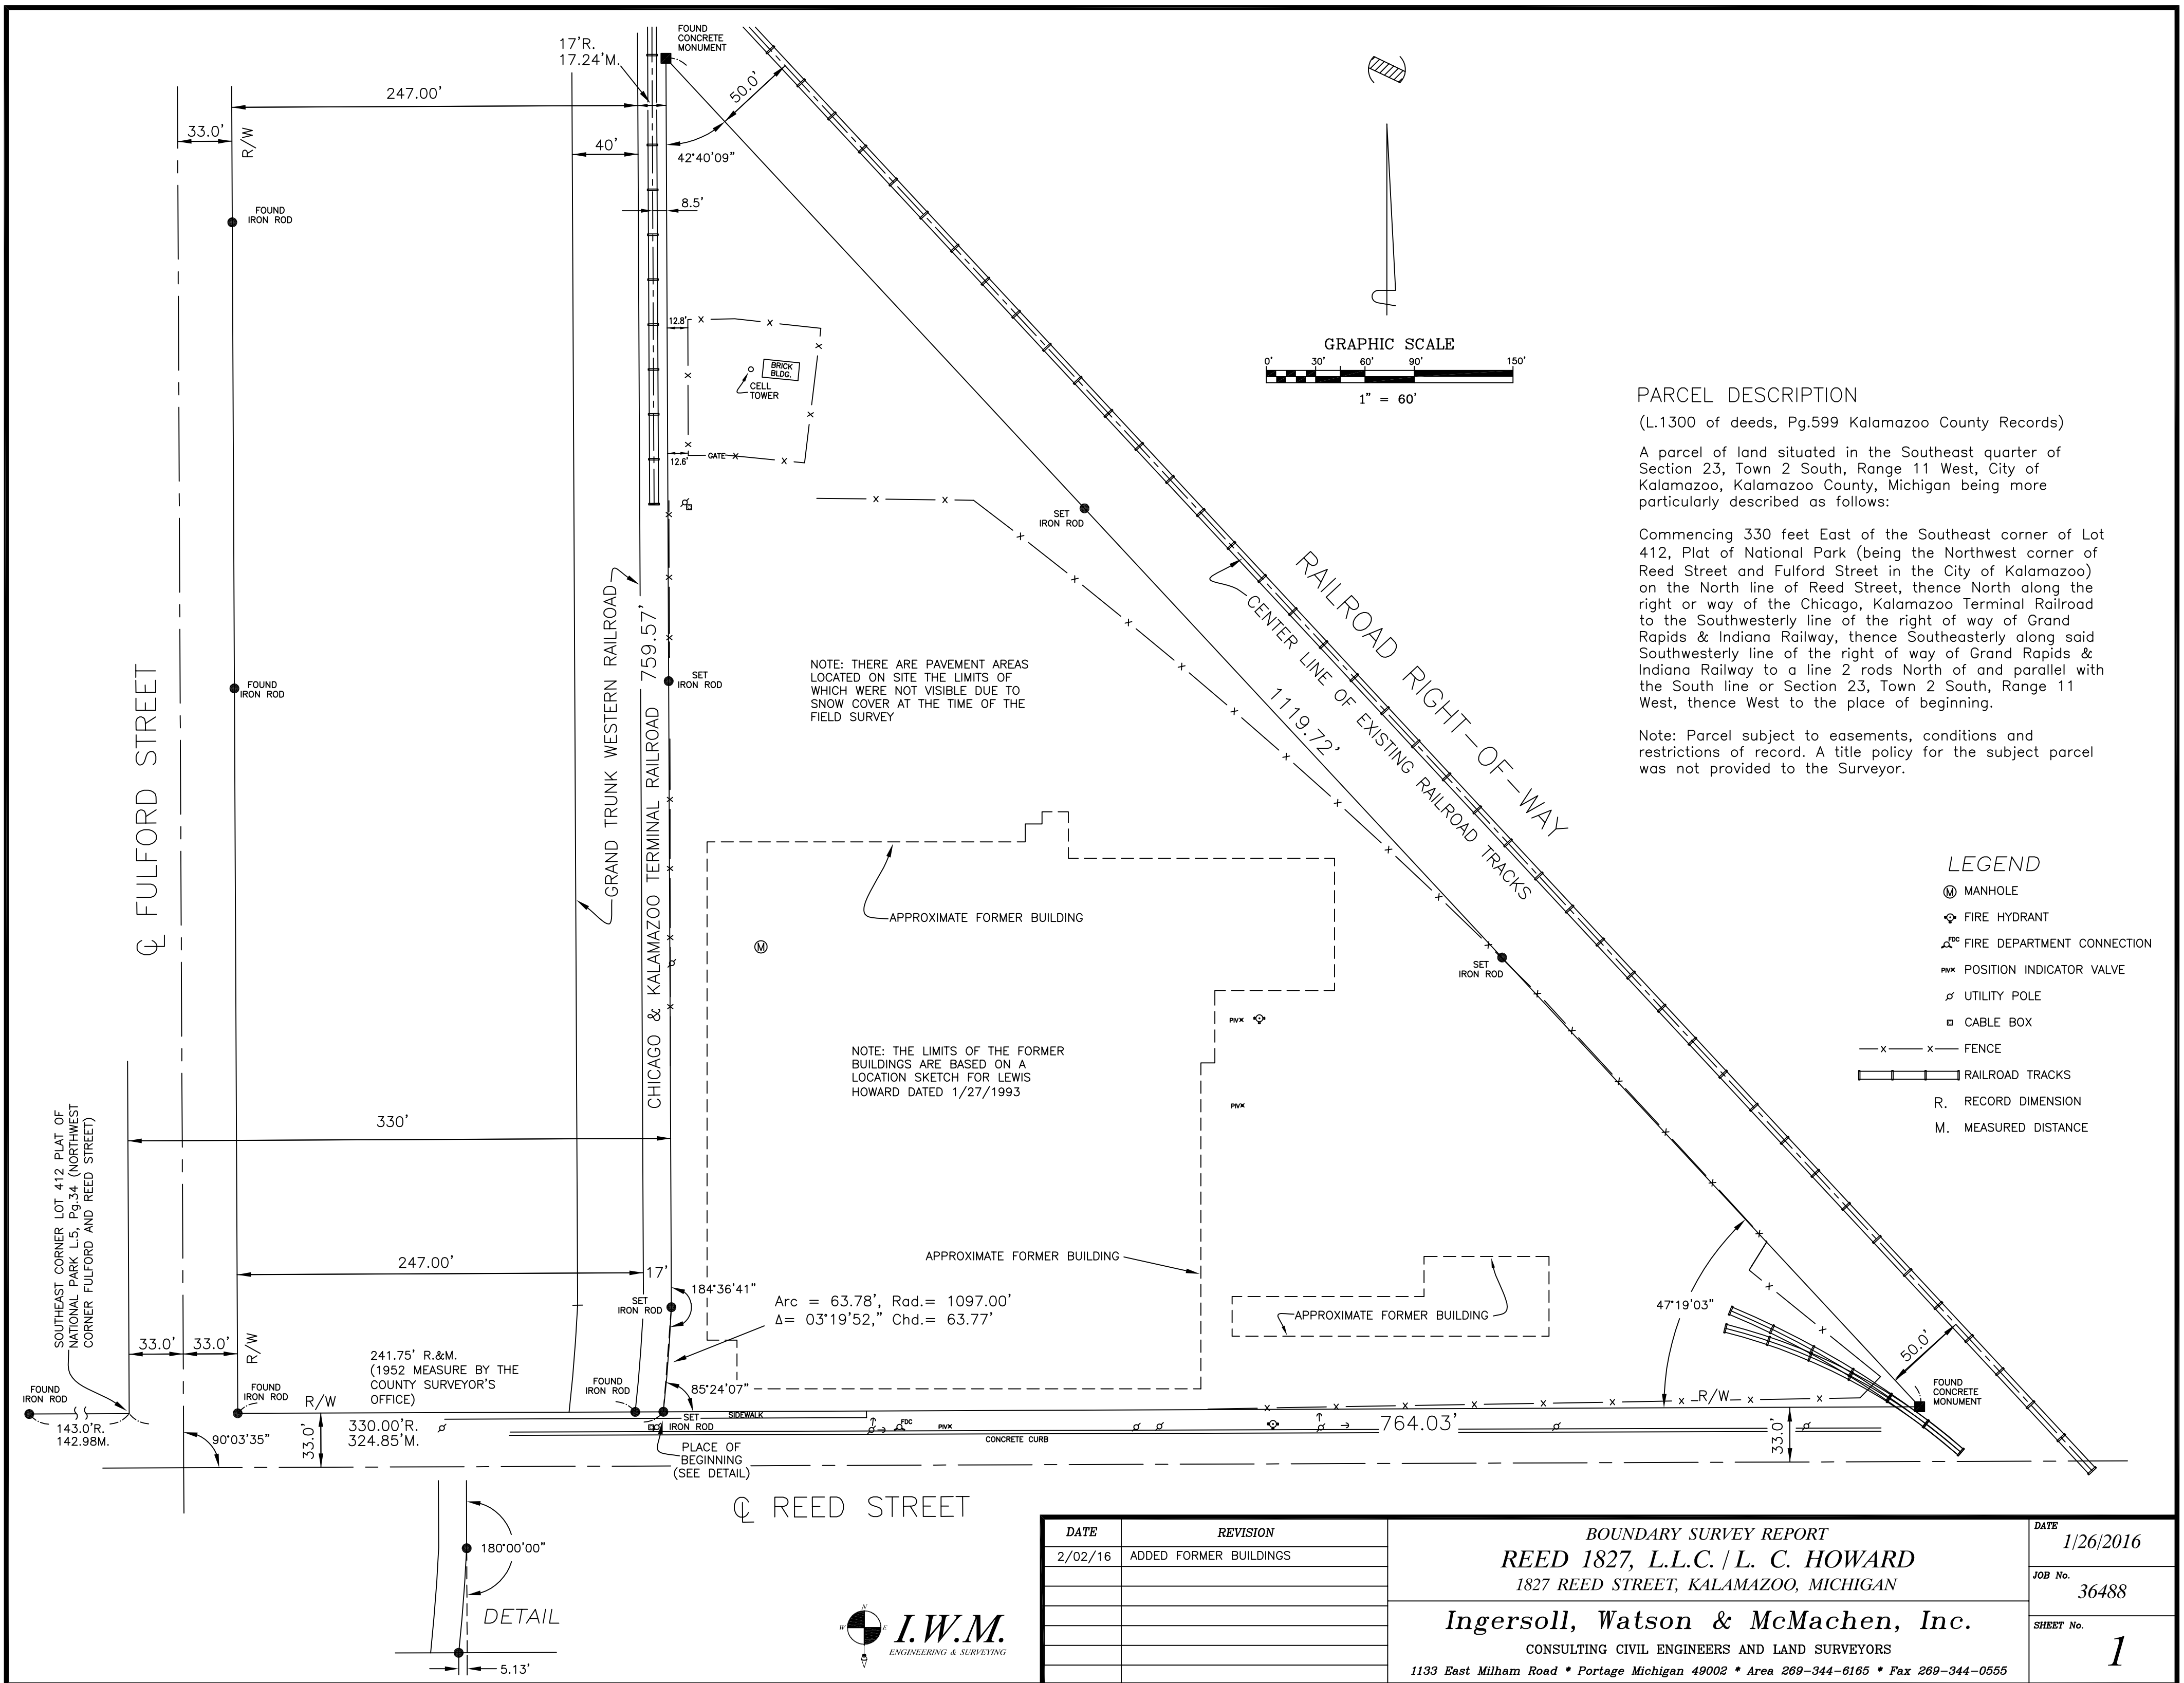 FOUND
CONCRETE
MONUMENT
17'R.
17.24'M.
50.0'
247.00'
33.0'
R/W
40'
42°40'09"
8.5'
FOUND
IRON ROD
GRAPHIC SCALE
0' 30' 60' 90' 150'
1" = 60'
12.8'
BRICK
BLDG.
CELL
TOWER
GATE
12.6'
SET
IRON ROD
PARCEL DESCRIPTION
(L.1300 of deeds, Pg.599 Kalamazoo County Records)
A parcel of land situated in the Southeast quarter of
Section 23, Town 2 South, Range 11 West, City of
Kalamazoo, Kalamazoo County, Michigan being more
particularly described as follows:
Commencing 330 feet East of the Southeast corner of Lot
412, Plat of National Park (being the Northwest corner of
Reed Street and Fulford Street in the City of Kalamazoo)
on the North line of Reed Street, thence North along the
right or way of the Chicago, Kalamazoo Terminal Railroad
to the Southwesterly line of the right of way of Grand
Rapids & Indiana Railway, thence Southeasterly along said
Southwesterly line of the right of way of Grand Rapids &
Indiana Railway to a line 2 rods North of and parallel with
the South line or Section 23, Town 2 South, Range 11
West, thence West to the place of beginning.
Note: Parcel subject to easements, conditions and
restrictions of record. A title policy for the subject parcel
was not provided to the Surveyor.
RAILROAD RIGHT-OF-WAY
CENTER LINE OF EXISTING RAILROAD TRACKS
1119.72'
GRAND TRUNK WESTERN RAILROAD
CHICAGO & KALAMAZOO TERMINAL RAILROAD 759.57'
℄ FULFORD STREET
FOUND
IRON ROD
SET
IRON ROD
NOTE: THERE ARE PAVEMENT AREAS
LOCATED ON SITE THE LIMITS OF
WHICH WERE NOT VISIBLE DUE TO
SNOW COVER AT THE TIME OF THE
FIELD SURVEY
APPROXIMATE FORMER BUILDING
M
SET
IRON ROD
LEGEND
M MANHOLE
FIRE HYDRANT
FDC FIRE DEPARTMENT CONNECTION
PIV POSITION INDICATOR VALVE
UTILITY POLE
CABLE BOX
x x FENCE
RAILROAD TRACKS
R. RECORD DIMENSION
M. MEASURED DISTANCE
PIV
NOTE: THE LIMITS OF THE FORMER
BUILDINGS ARE BASED ON A
LOCATION SKETCH FOR LEWIS
HOWARD DATED 1/27/1993
PIV
330'
SOUTHEAST CORNER LOT 412 PLAT OF
NATIONAL PARK L.5, Pg.34 (NORTHWEST
CORNER FULFORD AND REED STREET)
247.00'
17'
APPROXIMATE FORMER BUILDING
184°36'41"
SET
IRON ROD
Arc = 63.78', Rad.= 1097.00'
Δ= 03°19'52," Chd.= 63.77'
APPROXIMATE FORMER BUILDING
47°19'03"
50.0'
33.0'
33.0'
R/W
241.75' R.&M.
(1952 MEASURE BY THE
COUNTY SURVEYOR'S
OFFICE)
FOUND
IRON ROD
FOUND
IRON ROD
FOUND
IRON ROD
85°24'07"
R/W
FOUND
CONCRETE
MONUMENT
143.0'R.
142.98M.
90°03'35"
R/W
33.0'
330.00'R.
324.85'M.
SET
IRON ROD
SIDEWALK
FDC
PIV
CONCRETE CURB
764.03'
33.0'
PLACE OF
BEGINNING
(SEE DETAIL)
℄ REED STREET
180°00'00"
DETAIL
5.13'
N
W E
I.W.M.
ENGINEERING & SURVEYING
DATE REVISION
2/02/16 ADDED FORMER BUILDINGS
BOUNDARY SURVEY REPORT
REED 1827, L.L.C. / L. C. HOWARD
1827 REED STREET, KALAMAZOO, MICHIGAN
Ingersoll, Watson & McMachen, Inc.
CONSULTING CIVIL ENGINEERS AND LAND SURVEYORS
1133 East Milham Road * Portage Michigan 49002 * Area 269-344-6165 * Fax 269-344-0555
DATE
1/26/2016
JOB No.
36488
SHEET No.
1